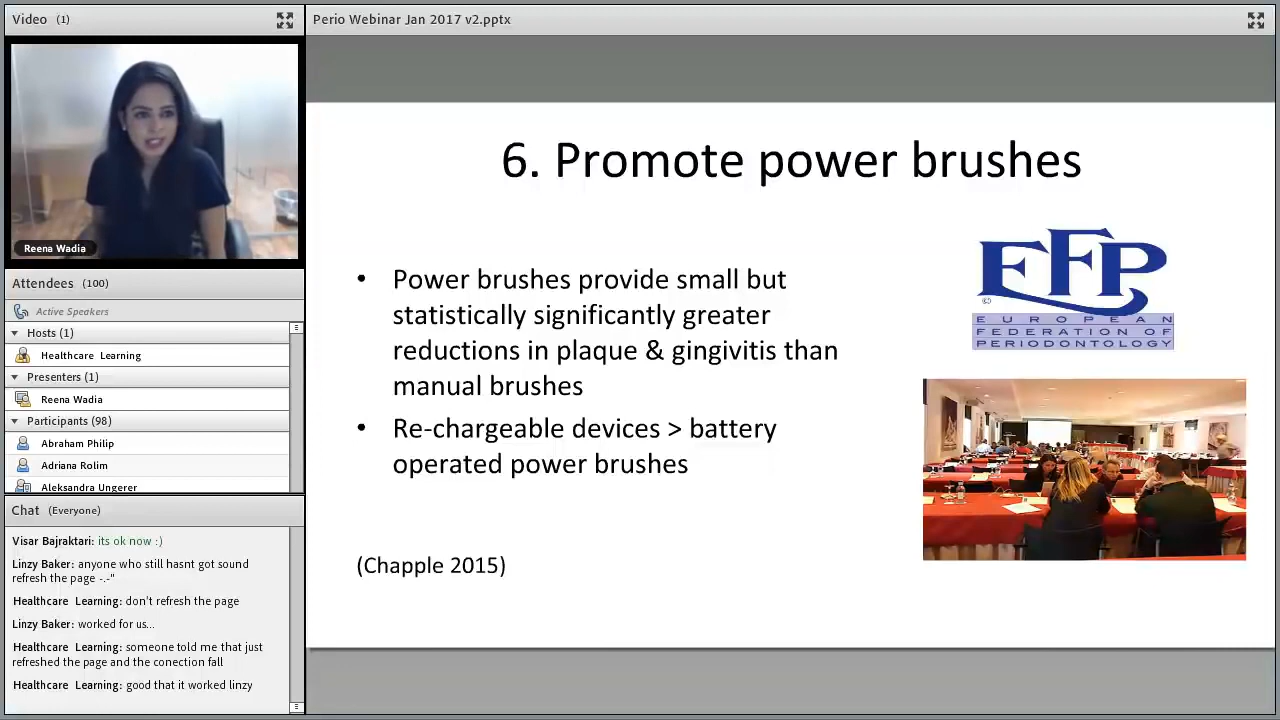 Video (1)
Reena Wadia
Attendees (100)
Active Speakers
Hosts (1)
Healthcare Learning
Presenters (1)
Reena Wadia
Participants (98)
Abraham Philip
Adriana Rolim
Aleksandra Ungerer
Chat (Everyone)
Visar Bajraktari: its ok now :)
Linzy Baker: anyone who still hasnt got sound
refresh the page -.-"
Healthcare Learning: don't refresh the page
Linzy Baker: worked for us...
Healthcare Learning: someone told me that just
refreshed the page and the conection fall
Healthcare Learning: good that it worked linzy
Perio Webinar Jan 2017 v2.pptx
6. Promote power brushes
• Power brushes provide small but
statistically significantly greater
reductions in plaque & gingivitis than
manual brushes
• Re-chargeable devices > battery
operated power brushes
(Chapple 2015)
EFP
©
EUROPEAN
FEDERATION OF
PERIODONTOLOGY